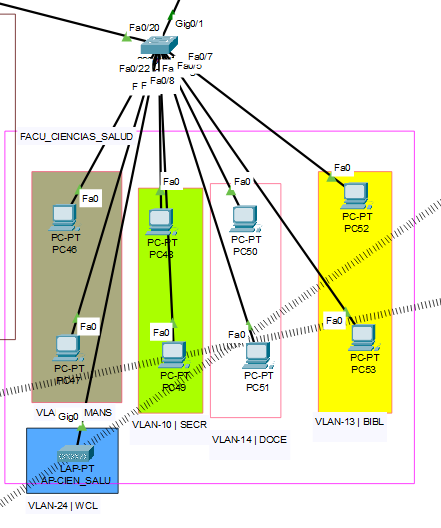 Fa0/20
Gig0/1
Fa0/7
Fa0/22
Fa
Fa0/5
F F
Fa0/8
FACU_CIENCIAS_SALUD
Fa0
PC-PT
PC46
Fa0
PC-PT
PC48
Fa0
PC-PT
PC50
Fa0
PC-PT
PC52
Fa0
PC-PT
PC47
Fa0
PC-PT
PC49
Fa0
PC-PT
PC51
Fa0
PC-PT
PC53
VLA
MANS
VLAN-10 | SECR
VLAN-14 | DOCE
VLAN-13 | BIBL
Gig0
LAP-PT
AP-CIEN_SALU
VLAN-24 | WCL